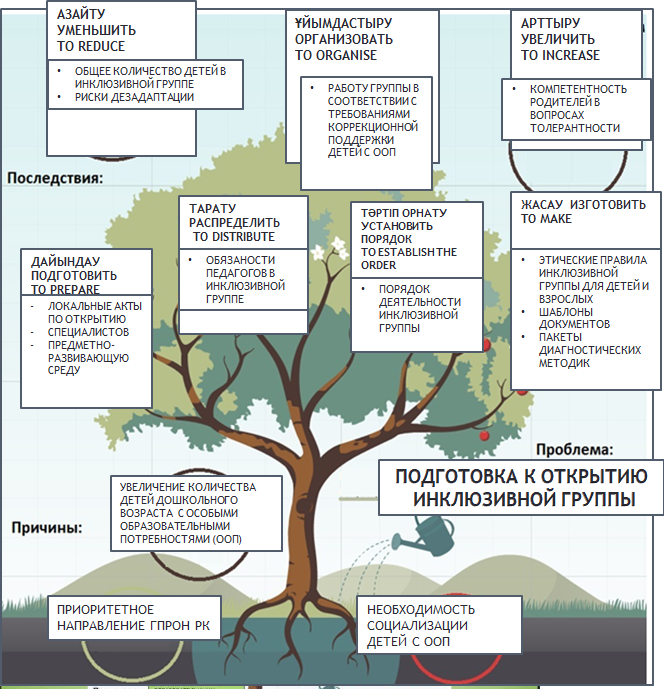 АЗАЙТУ
УМЕНЬШИТЬ
TO REDUCE
• ОБЩЕЕ КОЛИЧЕСТВО ДЕТЕЙ В
ИНКЛЮЗИВНОЙ ГРУППЕ
• РИСКИ ДЕЗАДАПТАЦИИ
ҰЙЫМДАСТЫРУ
ОРГАНИЗОВАТЬ
TO ORGANISE
• РАБОТУ ГРУППЫ В
СООТВЕТСТВИИ С
ТРЕБОВАНИЯМИ
КОРРЕКЦИОННОЙ
ПОДДЕРЖКИ
ДЕТЕЙ С ООП
АРТТЫРУ
УВЕЛИЧИТЬ
TO INCREASE
• КОМПЕТЕНТНОСТЬ
РОДИТЕЛЕЙ В
ВОПРОСАХ
ТОЛЕРАНТНОСТИ
Последствия:
ДАЙЫНДАУ
ПОДГОТОВИТЬ
TO PREPARE
- ЛОКАЛЬНЫЕ АКТЫ
ПО ОТКРЫТИЮ
- СПЕЦИАЛИСТОВ
- ПРЕДМЕТНО-
РАЗВИВАЮЩУЮ
СРЕДУ
ТАРАТУ
РАСПРЕДЕЛИТЬ
TO DISTRIBUTE
• ОБЯЗАНОСТИ
ПЕДАГОГОВ В
ИНКЛЮЗИВНОЙ
ГРУППЕ
ТӘРТІП ОРНАТУ
УСТАНОВИТЬ
ПОРЯДОК
TO ESTABLISH THE
ORDER
• ПОРЯДОК
ДЕЯТЕЛЬНОСТИ
ИНКЛЮЗИВНОЙ
ГРУППЫ
ЖАСАУ ИЗГОТОВИТЬ
TO MAKE
• ЭТИЧЕСКИЕ ПРАВИЛА
ИНКЛЮЗИВНОЙ
ГРУППЫ ДЛЯ ДЕТЕЙ И
ВЗРОСЛЫХ
• ШАБЛОНЫ
ДОКУМЕНТОВ
• ПАКЕТЫ
ДИАГНОСТИЧЕСКИХ
МЕТОДИК
Проблема:
ПОДГОТОВКА К ОТКРЫТИЮ
ИНКЛЮЗИВНОЙ ГРУППЫ
УВЕЛИЧЕНИЕ КОЛИЧЕСТВА
ДЕТЕЙ ДОШКОЛЬНОГО
ВОЗРАСТА С ОСОБЫМИ
ОБРАЗОВАТЕЛЬНЫМИ
ПОТРЕБНОСТЯМИ (ООП)
Причины:
ПРИОРИТЕТНОЕ
НАПРАВЛЕНИЕ ГПРОН РК
НЕОБХОДИМОСТЬ
СОЦИАЛИЗАЦИИ
ДЕТЕЙ С ООП